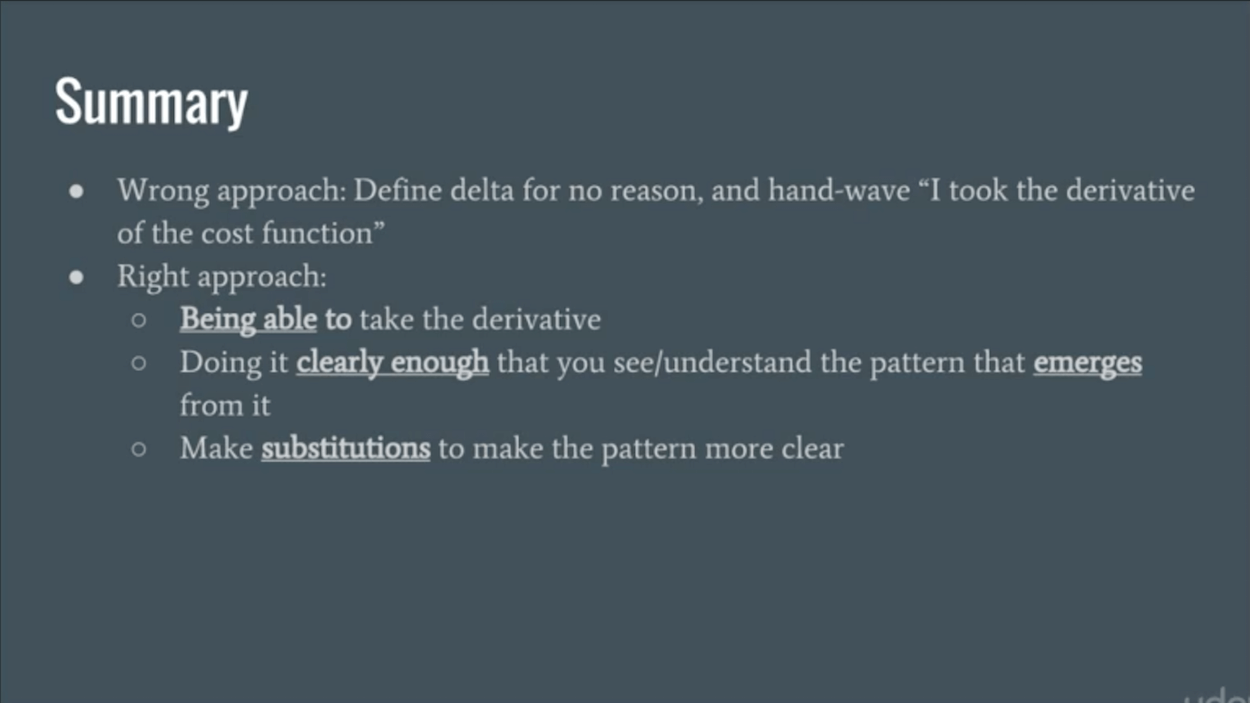 Summary
● Wrong approach: Define delta for no reason, and hand-wave “I took the derivative
of the cost function”
● Right approach:
○ Being able to take the derivative
○ Doing it clearly enough that you see/understand the pattern that emerges
from it
○ Make substitutions to make the pattern more clear